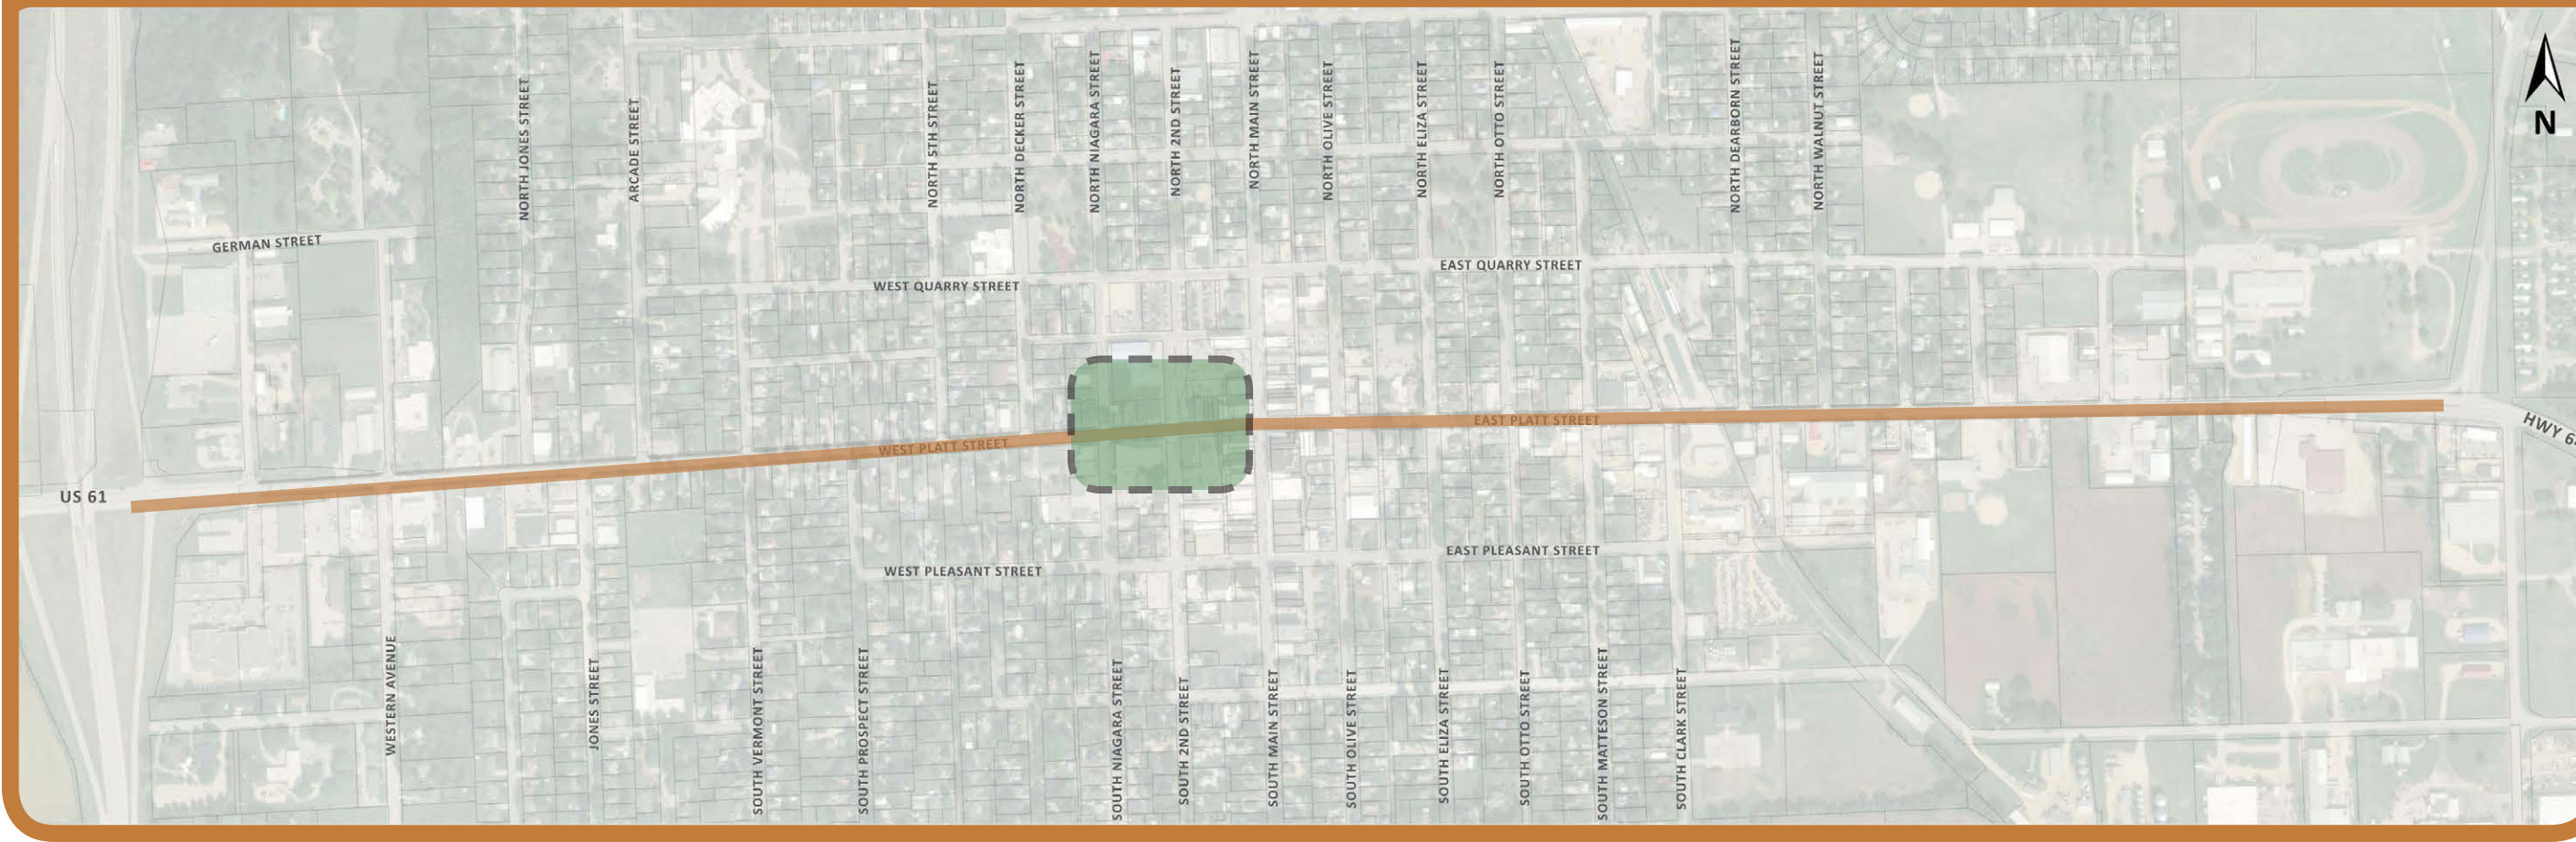 NORTH JONES STREET
ARCADE STREET
NORTH 5TH STREET
NORTH DECKER STREET
NORTH NIAGARA STREET
NORTH 2ND STREET
NORTH MAIN STREET
NORTH OLIVE STREET
NORTH ELIZA STREET
NORTH OTTO STREET
NORTH DEARBORN STREET
NORTH WALNUT STREET
N
GERMAN STREET
WEST QUARRY STREET
EAST QUARRY STREET
WEST PLATT STREET
EAST PLATT STREET
HWY
US 61
WEST PLEASANT STREET
EAST PLEASANT STREET
WESTERN AVENUE
JONES STREET
SOUTH VERMONT STREET
SOUTH PROSPECT STREET
SOUTH NIAGARA STREET
SOUTH 2ND STREET
SOUTH MAIN STREET
SOUTH OLIVE STREET
SOUTH ELIZA STREET
SOUTH OTTO STREET
SOUTH MATTESON STREET
SOUTH CLARK STREET